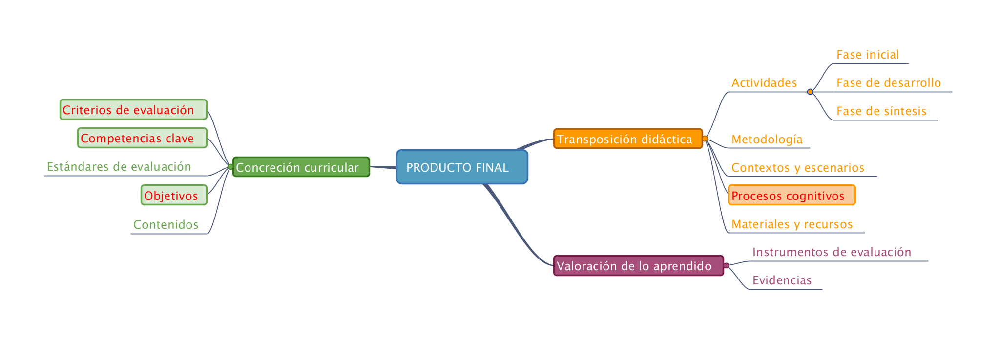 PRODUCTO FINAL
Concreción curricular
Criterios de evaluación
Competencias clave
Estándares de evaluación
Objetivos
Contenidos
Transposición didáctica
Actividades
Fase inicial
Fase de desarrollo
Fase de síntesis
Metodología
Contextos y escenarios
Procesos cognitivos
Materiales y recursos
Valoración de lo aprendido
Instrumentos de evaluación
Evidencias